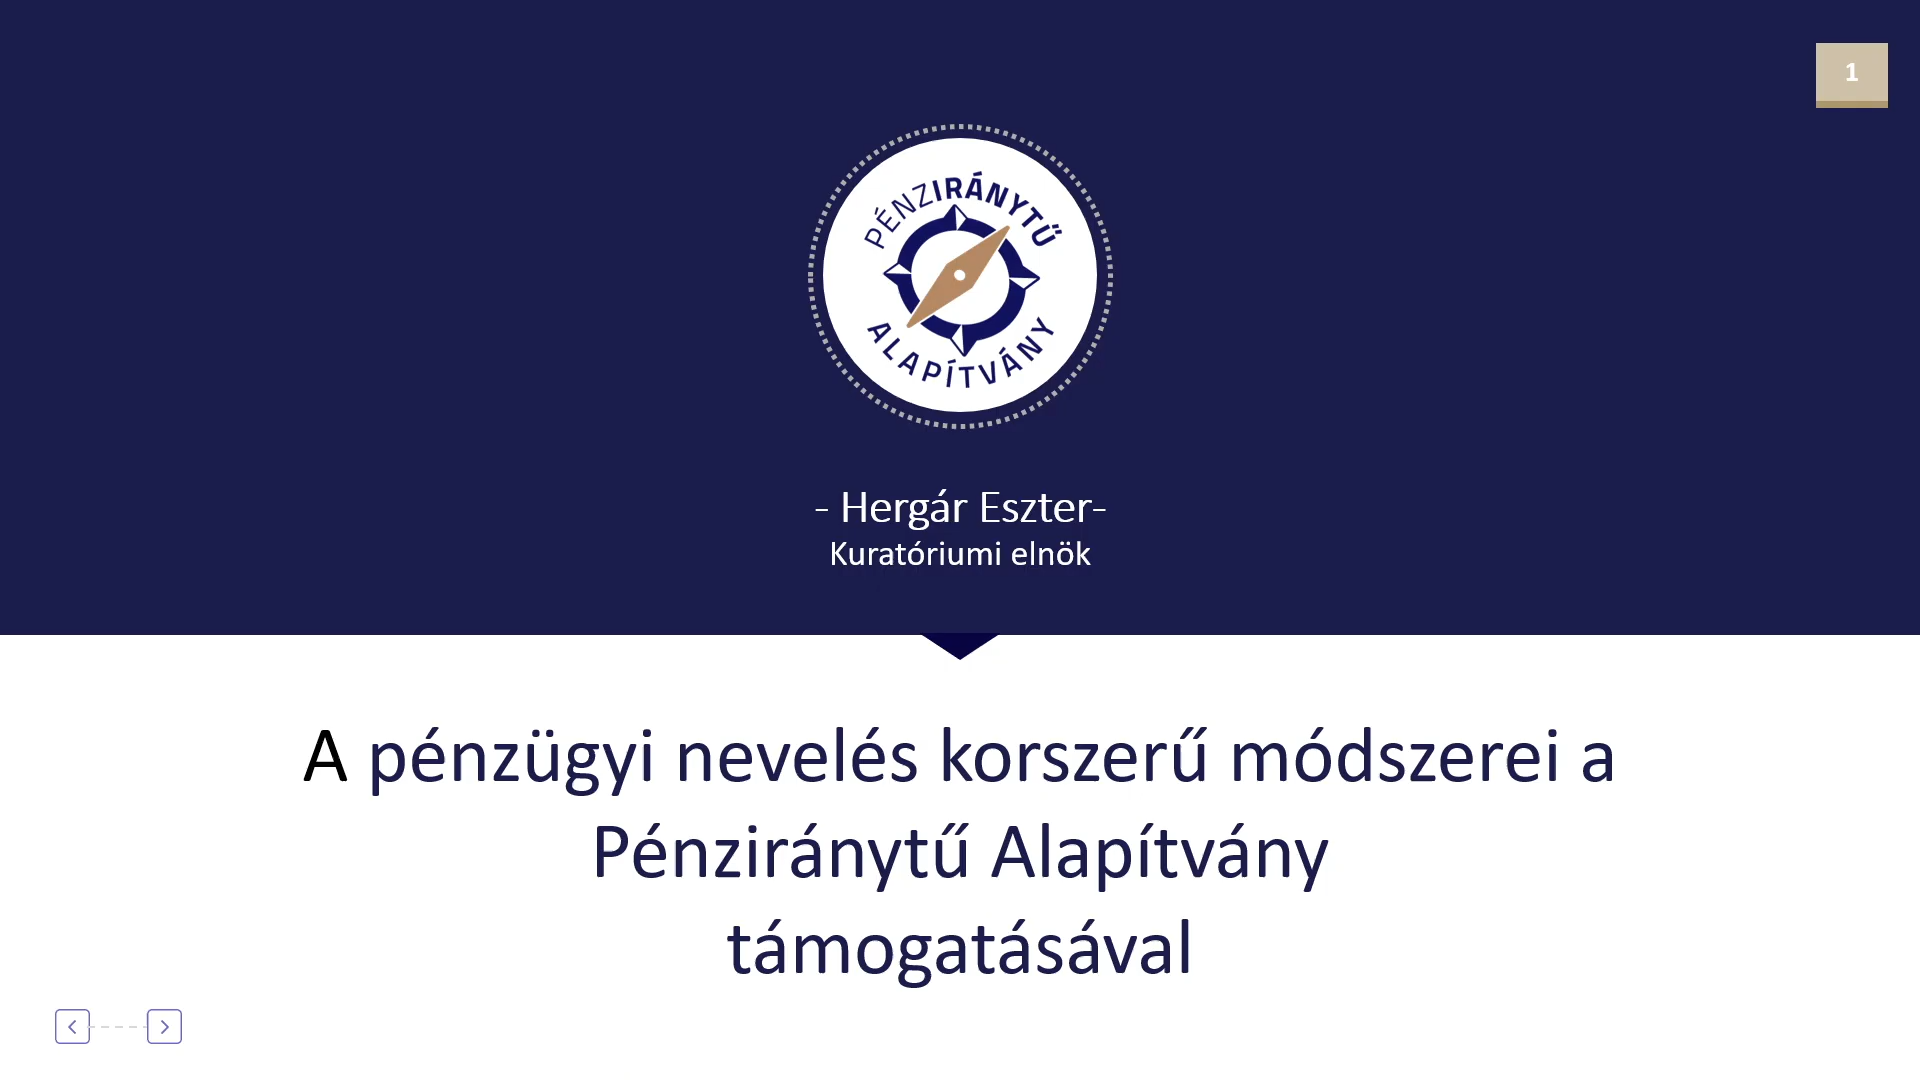 1
PÉNZIRÁNYTŰ
ALAPÍTVÁNY
- Hergár Eszter-
Kuratóriumi elnök
A pénzügyi nevelés korszerű módszerei a
Pénziránytű Alapítvány
támogatásával